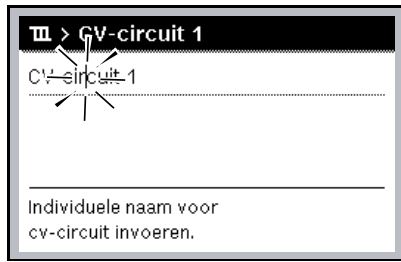 > CV-circuit 1
CV-circuit 1
Individuele naam voor
cv-circuit invoeren.